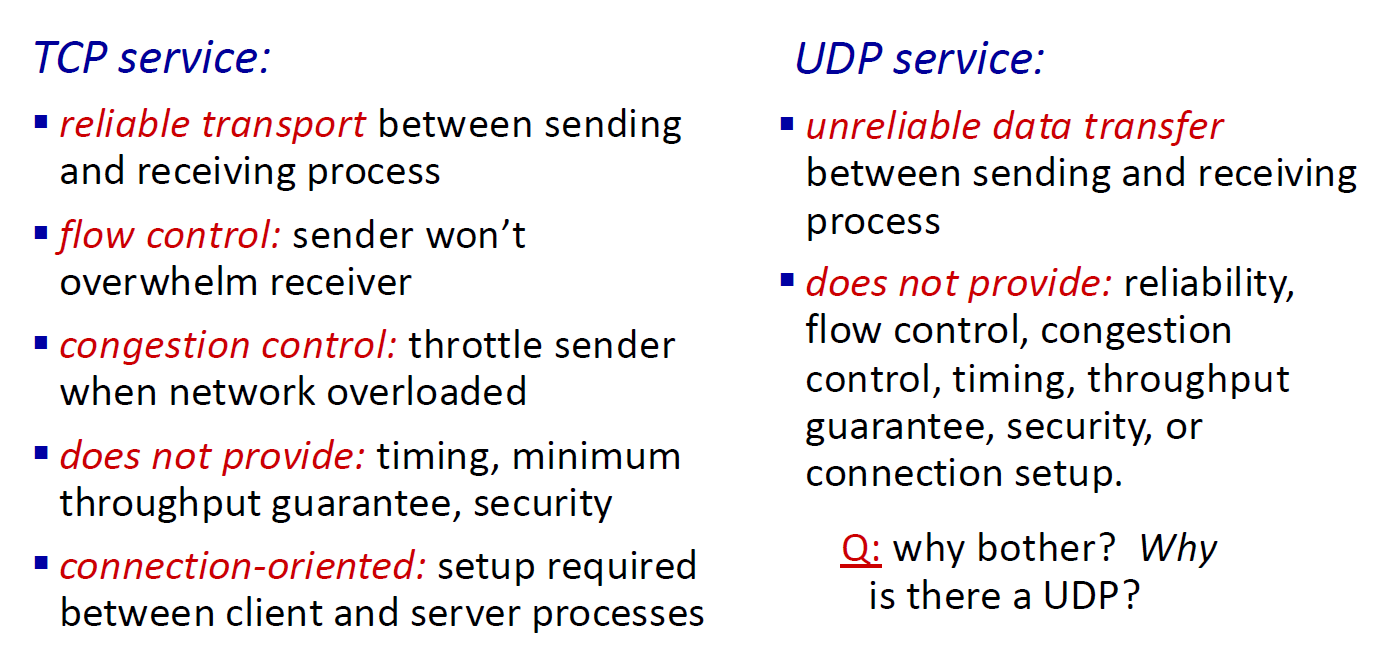 TCP service:
▪ reliable transport between sending
and receiving process
▪ flow control: sender won’t
overwhelm receiver
▪ congestion control: throttle sender
when network overloaded
▪ does not provide: timing, minimum
throughput guarantee, security
▪ connection-oriented: setup required
between client and server processes
UDP service:
▪ unreliable data transfer
between sending and receiving
process
▪ does not provide: reliability,
flow control, congestion
control, timing, throughput
guarantee, security, or
connection setup.
Q: why bother? Why
is there a UDP?